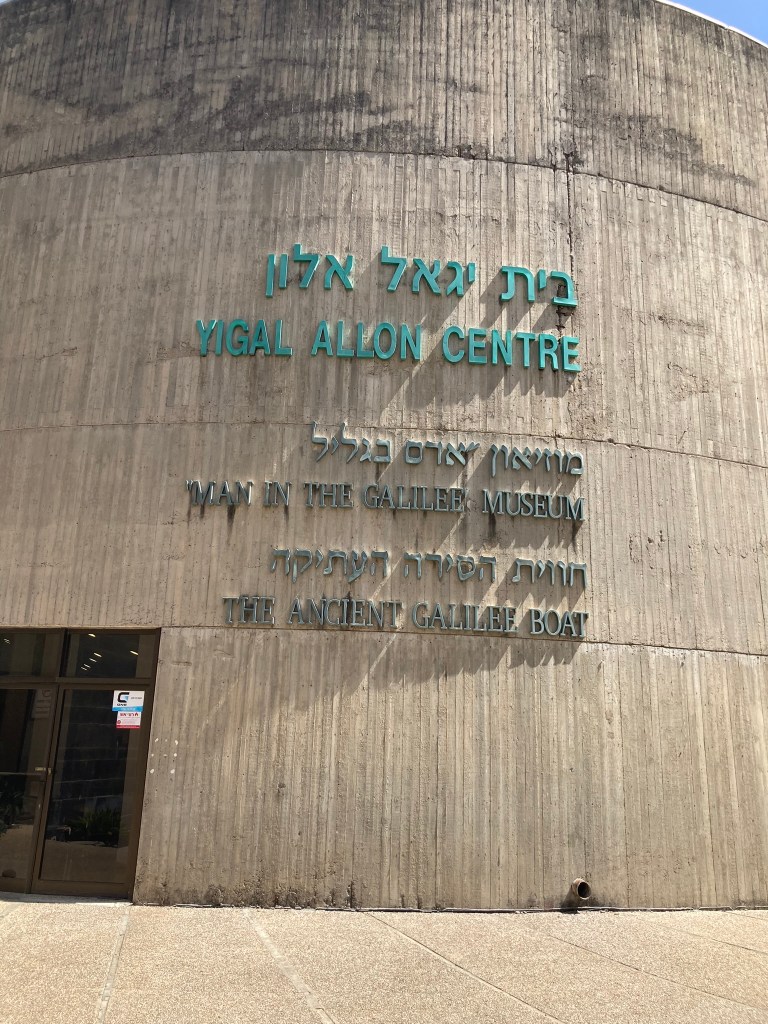 בית יגאל אלון
YIGAL ALLON CENTRE
מוזיאון "אדם בגליל
"MAN IN THE GALILEE" MUSEUM
חווית הסירה העתיקה
THE ANCIENT GALILEE BOAT